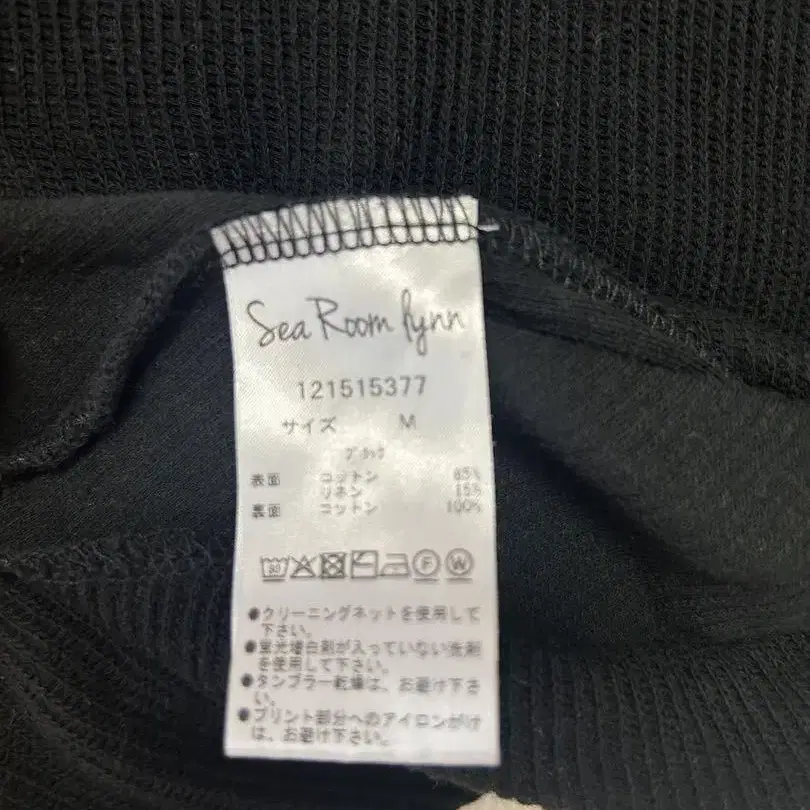 Sea Room lynn
121515377
サイズ M
ブラック
表面 コットン 85%
リネン 15%
裏面 コットン 100%
30 F W
●クリーニングネットを使用して
下さい。
●蛍光増白剤が入っていない洗剤
を使用して下さい。
●タンブラー乾燥は、お避け下さ
い。
●プリント部分へのアイロンがけ
は、お避け下さい。